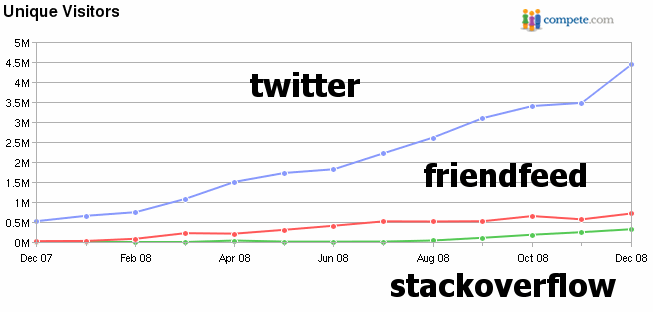 Unique Visitors
compete.com
5M
4.5M
4M
3.5M
3M
2.5M
2M
1.5M
1M
0.5M
0M
twitter
friendfeed
Dec 07
Feb 08
Apr 08
Jun 08
Aug 08
Oct 08
Dec 08
stackoverflow